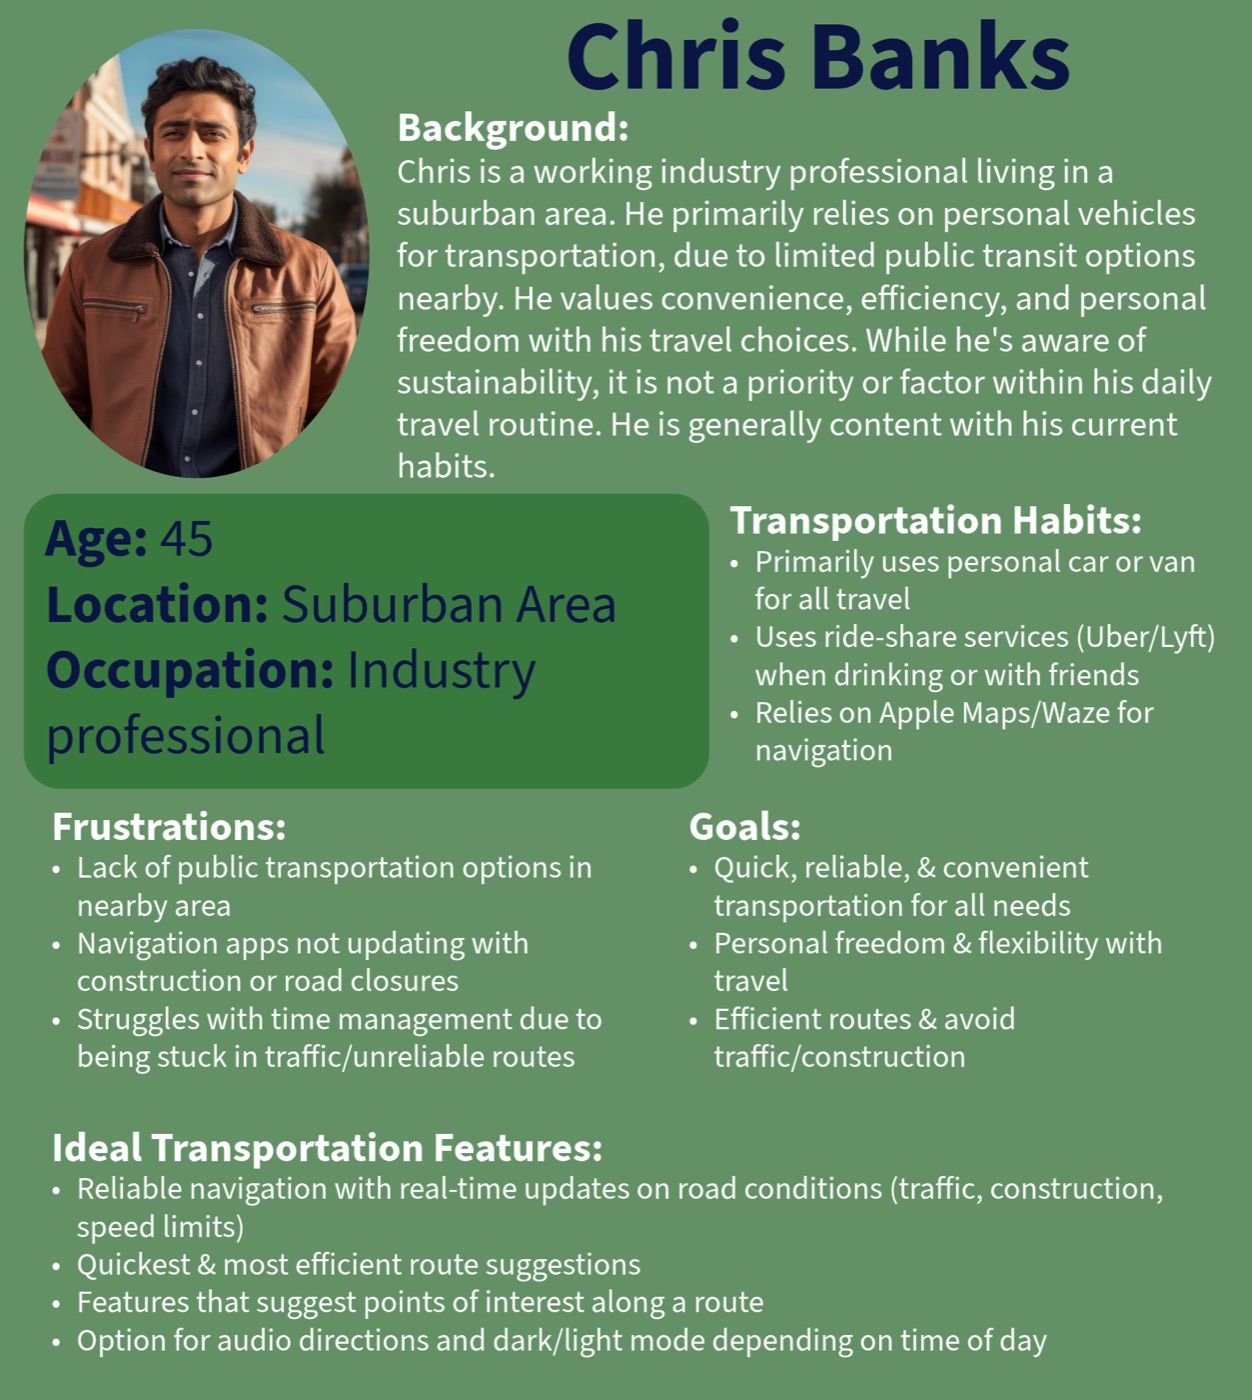 Chris Banks
Background:
Chris is a working industry professional living in a
suburban area. He primarily relies on personal vehicles
for transportation, due to limited public transit options
nearby. He values convenience, efficiency, and personal
freedom with his travel choices. While he's aware of
sustainability, it is not a priority or factor within his daily
travel routine. He is generally content with his current
habits.
Age: 45
Location: Suburban Area
Occupation: Industry
professional
Transportation Habits:
• Primarily uses personal car or van
for all travel
• Uses ride-share services (Uber/Lyft)
when drinking or with friends
• Relies on Apple Maps/Waze for
navigation
Frustrations:
• Lack of public transportation options in
nearby area
• Navigation apps not updating with
construction or road closures
• Struggles with time management due to
being stuck in traffic/unreliable routes
Goals:
• Quick, reliable, & convenient
transportation for all needs
• Personal freedom & flexibility with
travel
• Efficient routes & avoid
traffic/construction
Ideal Transportation Features:
• Reliable navigation with real-time updates on road conditions (traffic, construction,
speed limits)
• Quickest & most efficient route suggestions
• Features that suggest points of interest along a route
• Option for audio directions and dark/light mode depending on time of day